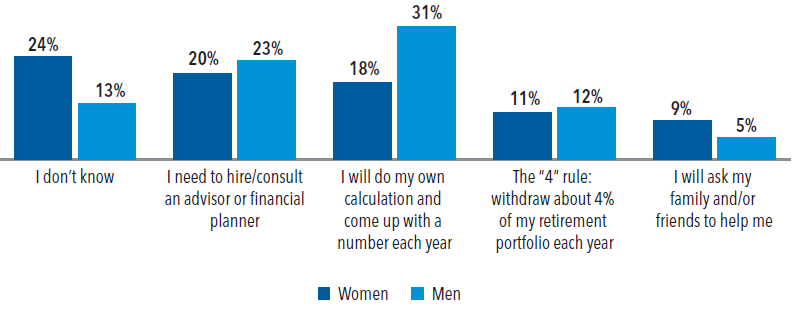 24%
13%
20%
23%
18%
31%
11%
12%
9%
5%
I don't know
I need to hire/consult
an advisor or financial
planner
I will do my own
calculation and
come up with a
number each year
The “4” rule:
withdraw about 4%
of my retirement
portfolio each year
I will ask my
family and/or
friends to help me
Women
Men